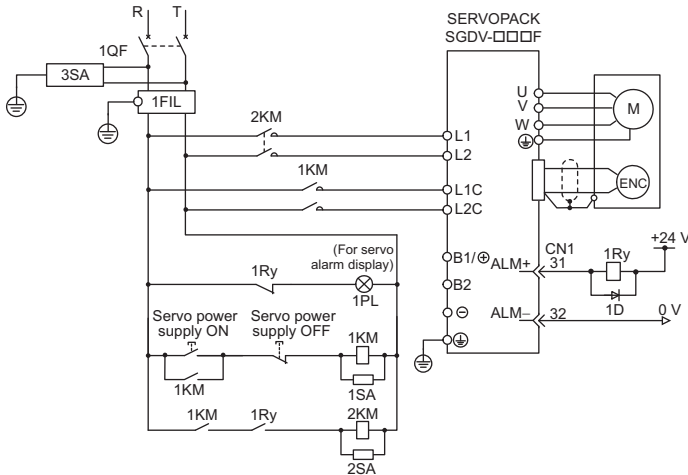 R T
SERVOPACK
SGDV-□□□F
1QF
3SA
1FIL
U
V
W
M
2KM
L1
L2
1KM
L1C
L2C
ENC
(For servo
alarm display)
B1/⊕
ALM+
CN1
31
1Ry
+24 V
1Ry
1PL
B2
1D
⊖
ALM−
32
0 V
Servo power
supply ON
Servo power
supply OFF
1KM
1KM
1SA
1KM
1Ry
2KM
2SA